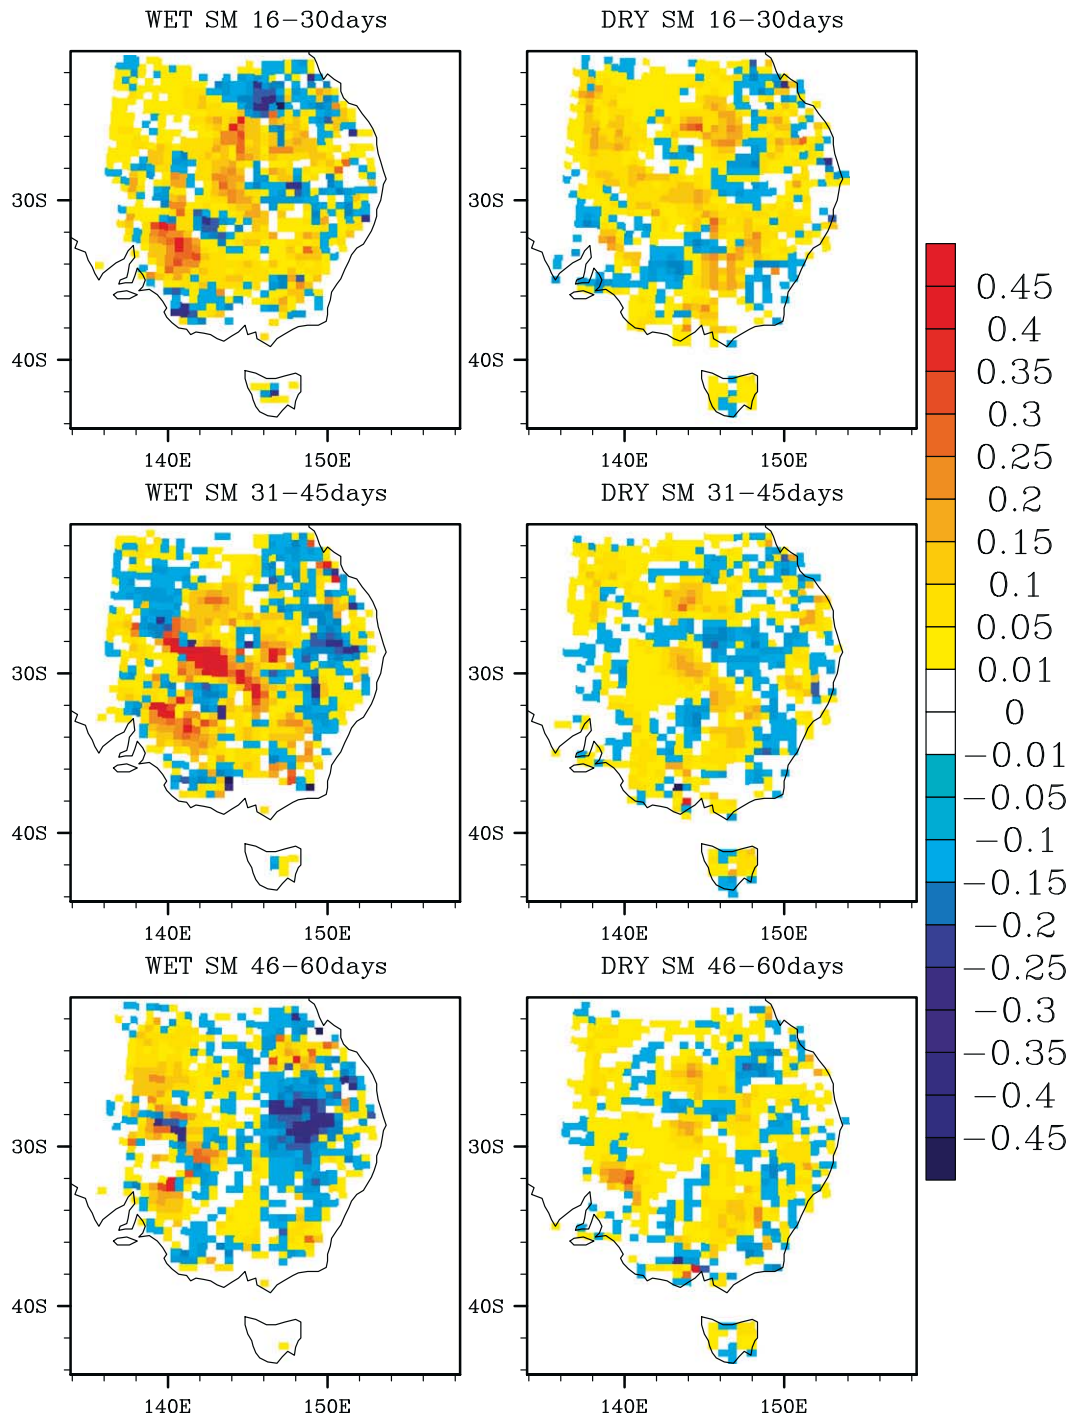 WET SM 16-30days
DRY SM 16-30days
30S
40S
140E
150E
30S
40S
140E
150E
WET SM 31-45days
DRY SM 31-45days
30S
40S
140E
150E
30S
40S
140E
150E
WET SM 46-60days
DRY SM 46-60days
30S
40S
140E
150E
30S
40S
140E
150E
0.45
0.4
0.35
0.3
0.25
0.2
0.15
0.1
0.05
0.01
0
-0.01
-0.05
-0.1
-0.15
-0.2
-0.25
-0.3
-0.35
-0.4
-0.45